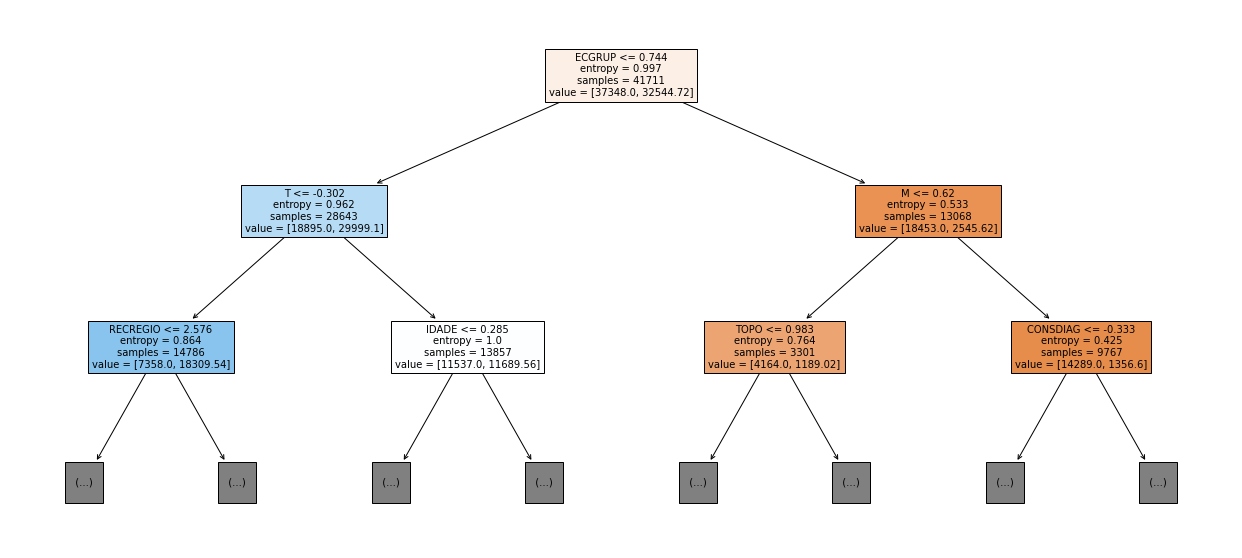 ECGRUP <= 0.744
entropy = 0.997
samples = 41711
value = [37348.0, 32544.72]
T <= -0.302
entropy = 0.962
samples = 28643
value = [18895.0, 29999.1]
M <= 0.62
entropy = 0.533
samples = 13068
value = [18453.0, 2545.62]
RECREGIO <= 2.576
entropy = 0.864
samples = 14786
value = [7358.0, 18309.54]
IDADE <= 0.285
entropy = 1.0
samples = 13857
value = [11537.0, 11689.56]
TOPO <= 0.983
entropy = 0.764
samples = 3301
value = [4164.0, 1189.02]
CONSDIAG <= -0.333
entropy = 0.425
samples = 9767
value = [14289.0, 1356.6]
(...)
(...)
(...)
(...)
(...)
(...)
(...)
(...)